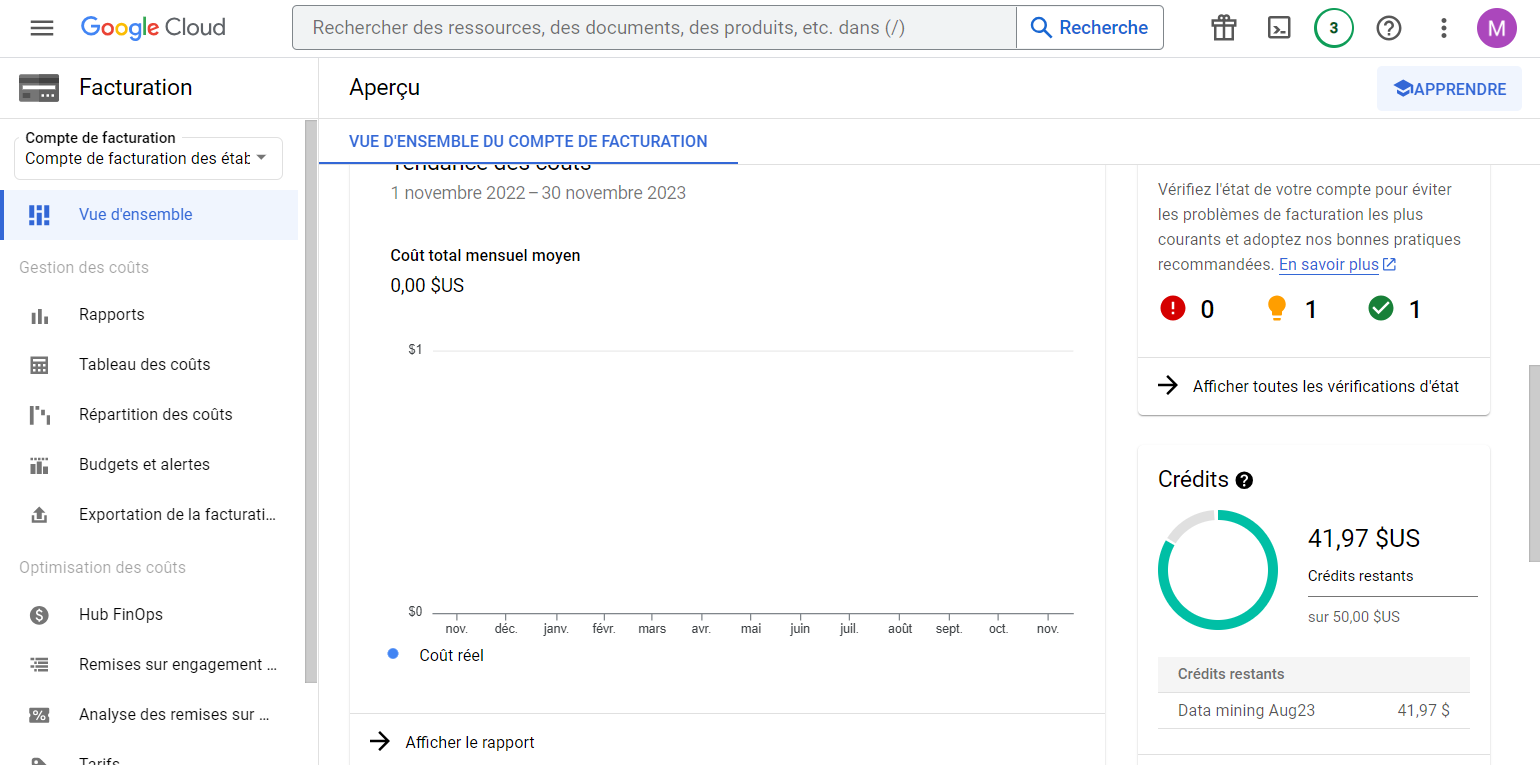 Google Cloud
Rechercher des ressources, des documents, des produits, etc. dans (/)
Recherche
3
M
Facturation
Aperçu
APPRENDRE
Compte de facturation
Compte de facturation des étab
VUE D'ENSEMBLE DU COMPTE DE FACTURATION
Vue d'ensemble
Gestion des coûts
Rapports
Tableau des coûts
Répartition des coûts
Budgets et alertes
Exportation de la facturati...
Optimisation des coûts
Hub FinOps
Remises sur engagement ...
Analyse des remises sur ...
Tarifs
Tendance des coûts
1 novembre 2022 – 30 novembre 2023
Coût total mensuel moyen
0,00 $US
$1
$0
nov. déc. janv. févr. mars avr. mai juin juil. août sept. oct. nov.
Coût réel
Afficher le rapport
Vérifiez l'état de votre compte pour éviter
les problèmes de facturation les plus
courants et adoptez nos bonnes pratiques
recommandées. En savoir plus
0 1 1
Afficher toutes les vérifications d'état
Crédits
41,97 $US
Crédits restants
sur 50,00 $US
Crédits restants
Data mining Aug23 41,97 $